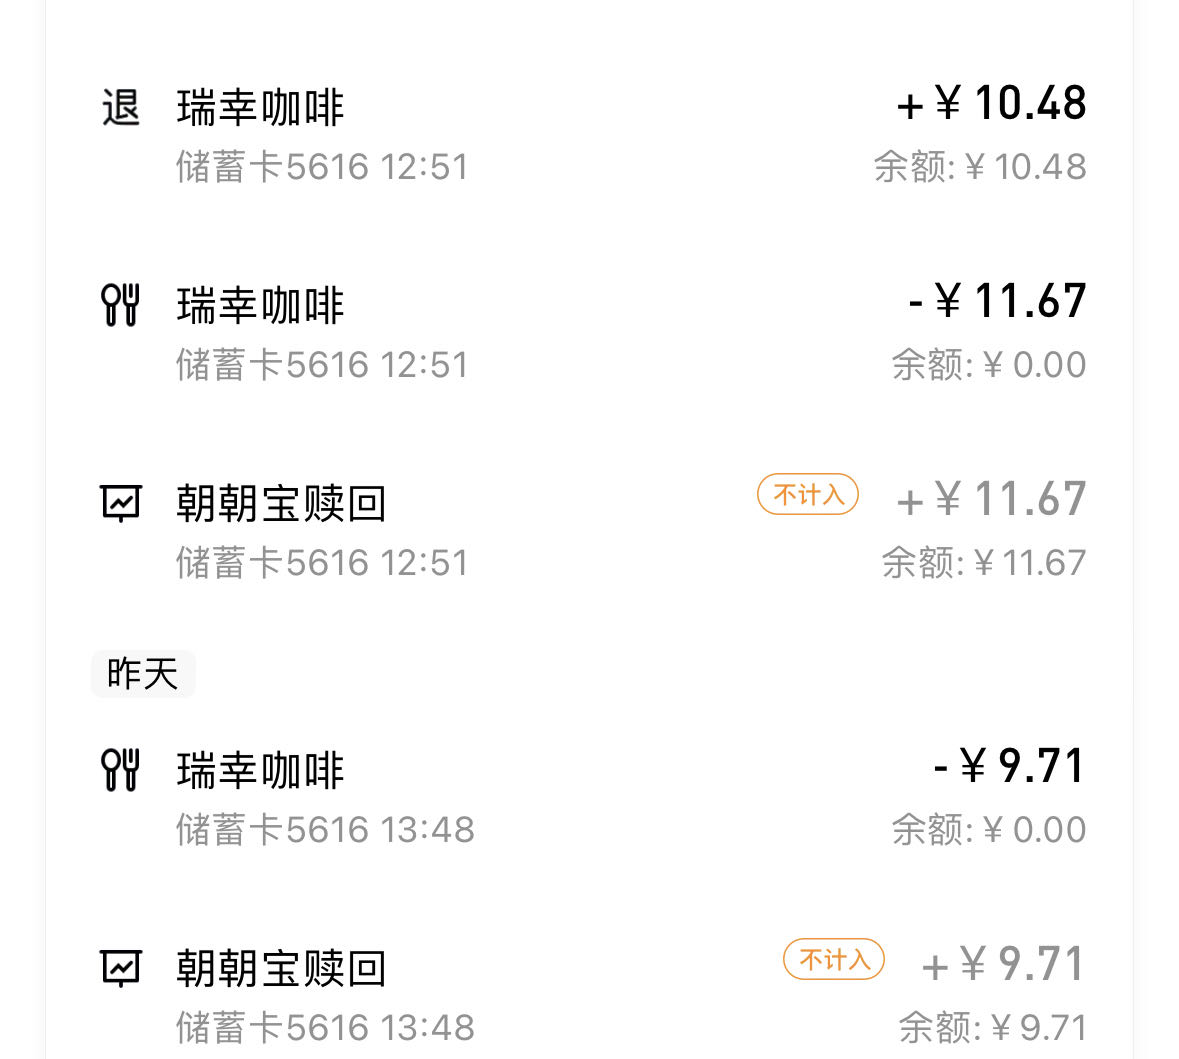 退 瑞幸咖啡 +￥10.48
储蓄卡5616 12:51 余额:￥10.48
瑞幸咖啡 -￥11.67
储蓄卡5616 12:51 余额:￥0.00
朝朝宝赎回 不计入 +￥11.67
储蓄卡5616 12:51 余额:￥11.67
昨天
瑞幸咖啡 -￥9.71
储蓄卡5616 13:48 余额:￥0.00
朝朝宝赎回 不计入 +￥9.71
储蓄卡5616 13:48 余额:￥9.71